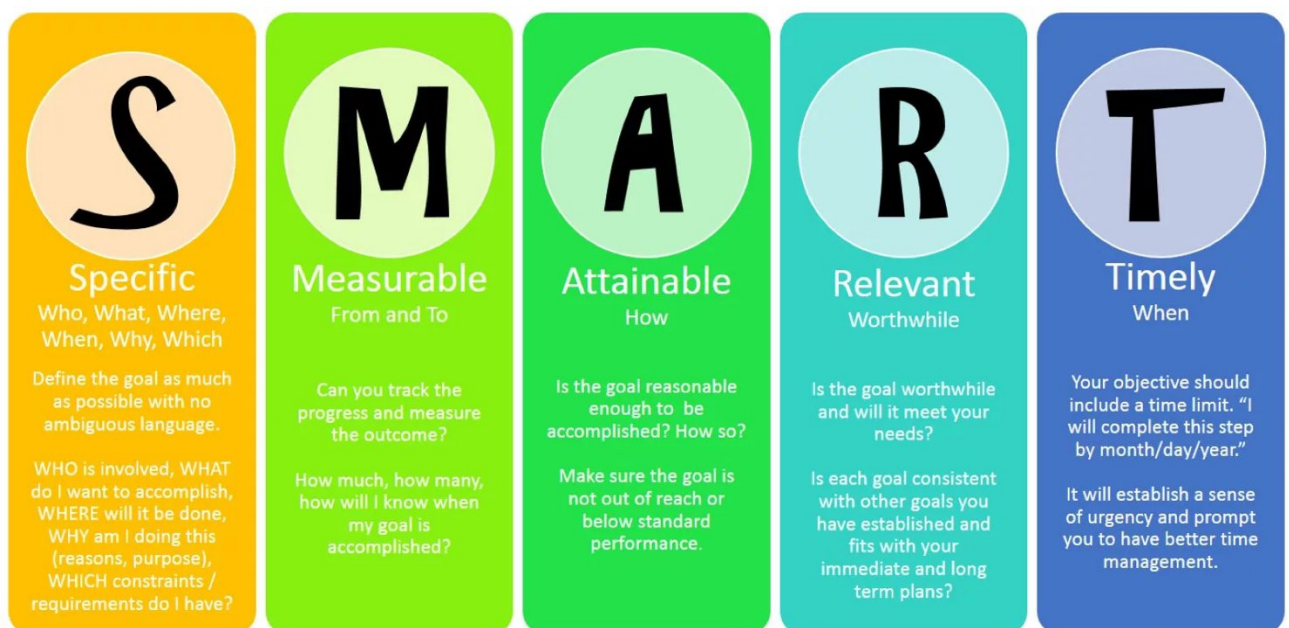 S
Specific
Who, What, Where,
When, Why, Which
Define the goal as much
as possible with no
ambiguous language.
WHO is involved, WHAT
do I want to accomplish,
WHERE will it be done,
WHY am I doing this
(reasons, purpose),
WHICH constraints /
requirements do I have?
M
Measurable
From and To
Can you track the
progress and measure
the outcome?
How much, how many,
how will I know when
my goal is
accomplished?
A
Attainable
How
Is the goal reasonable
enough to be
accomplished? How so?
Make sure the goal is
not out of reach or
below standard
performance.
R
Relevant
Worthwhile
Is the goal worthwhile
and will it meet your
needs?
Is each goal consistent
with other goals you
have established and
fits with your
immediate and long
term plans?
T
Timely
When
Your objective should
include a time limit. “I
will complete this step
by month/day/year.”
It will establish a sense
of urgency and prompt
you to have better time
management.